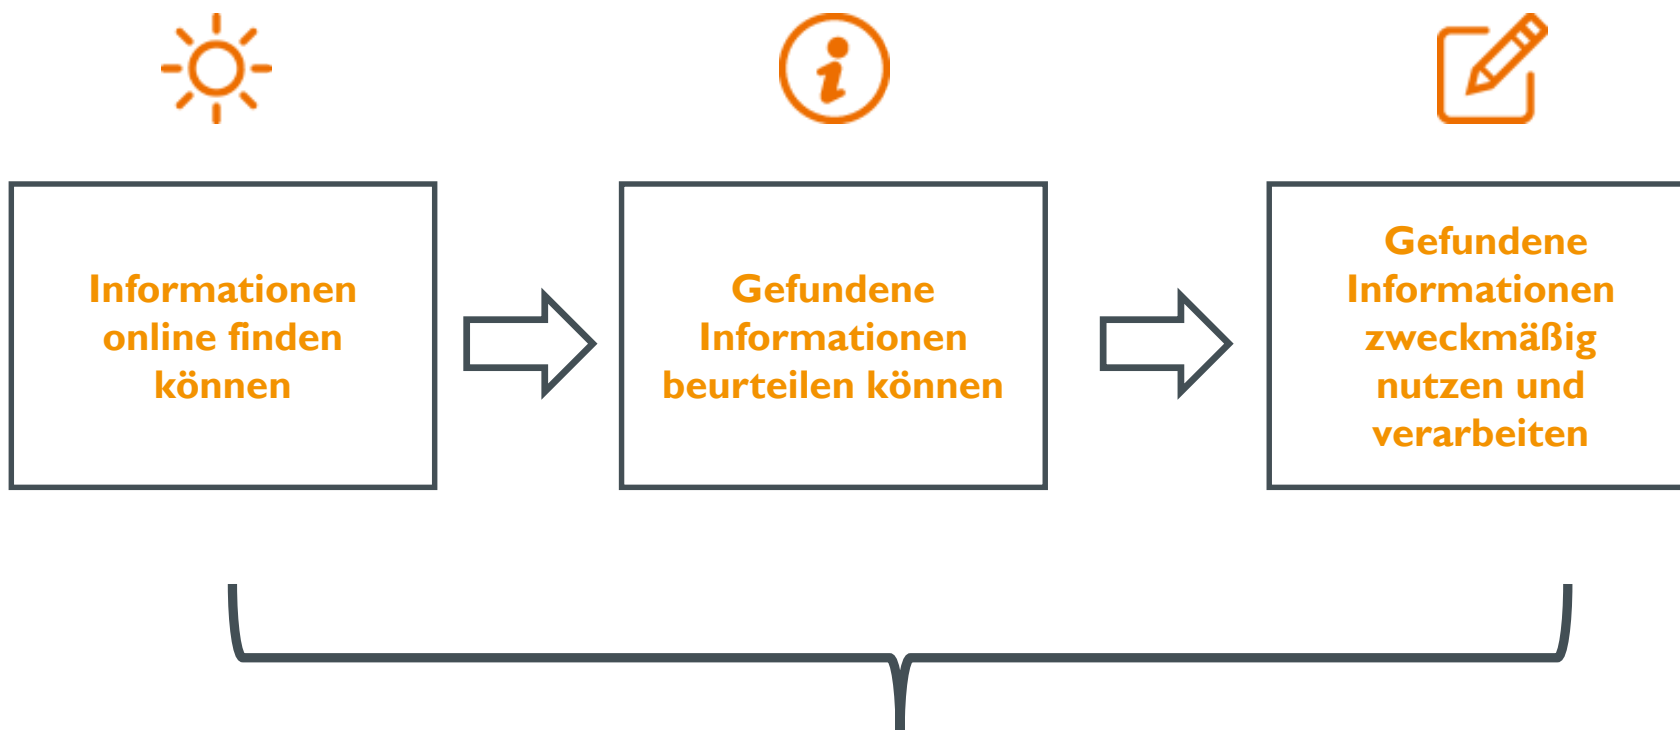 Informationen
online finden
können
Gefundene
Informationen
beurteilen können
Gefundene
Informationen
zweckmäßig
nutzen und
verarbeiten